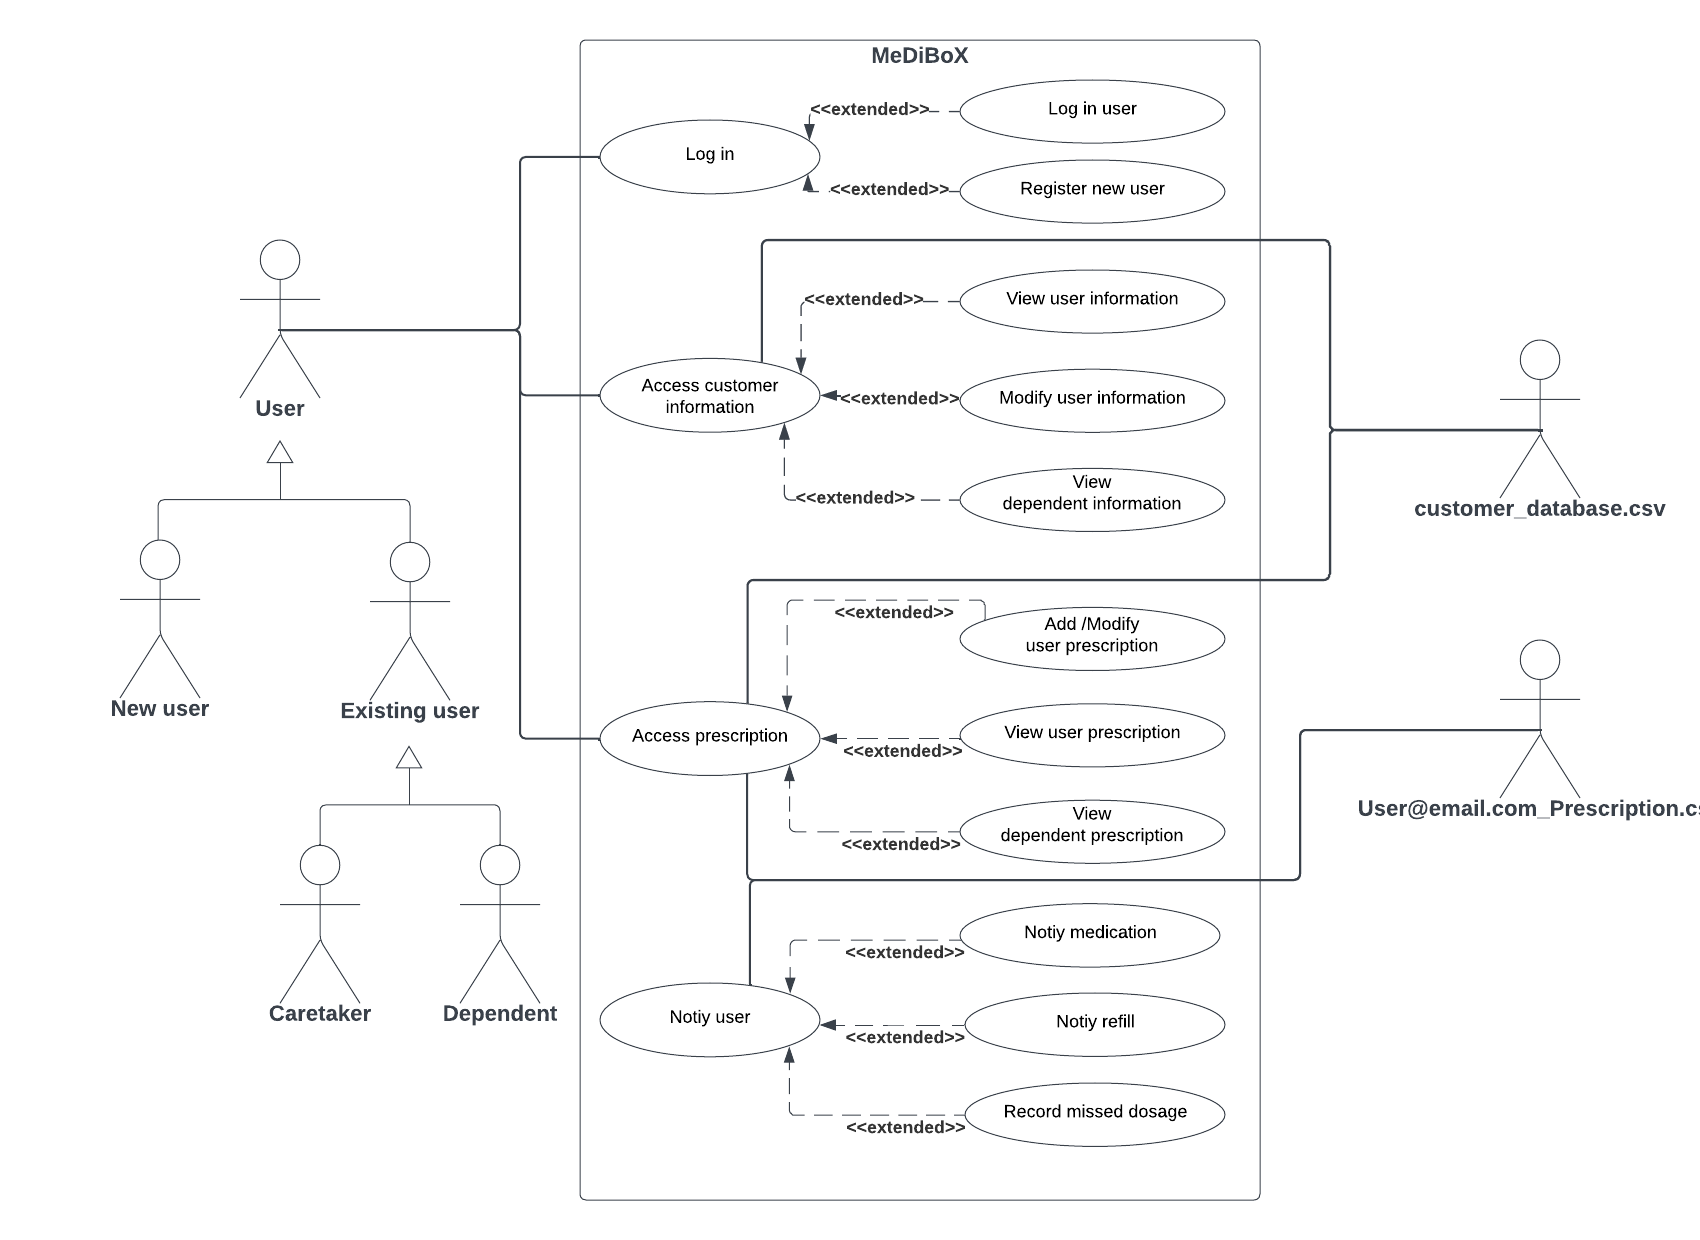 MeDiBoX
<<extended>>
Log in user
Log in
<<extended>>
Register new user
<<extended>>
View user information
User
Access customer
information
<<extended>>
Modify user information
<<extended>>
View
dependent information
customer_database.csv
New user
Existing user
<<extended>>
Add /Modify
user prescription
Access prescription
View user prescription
<<extended>>
User@email.com_Prescription.cs
View
dependent prescription
<<extended>>
Caretaker
Dependent
Notiy medication
<<extended>>
Notiy user
Notiy refill
<<extended>>
Record missed dosage
<<extended>>